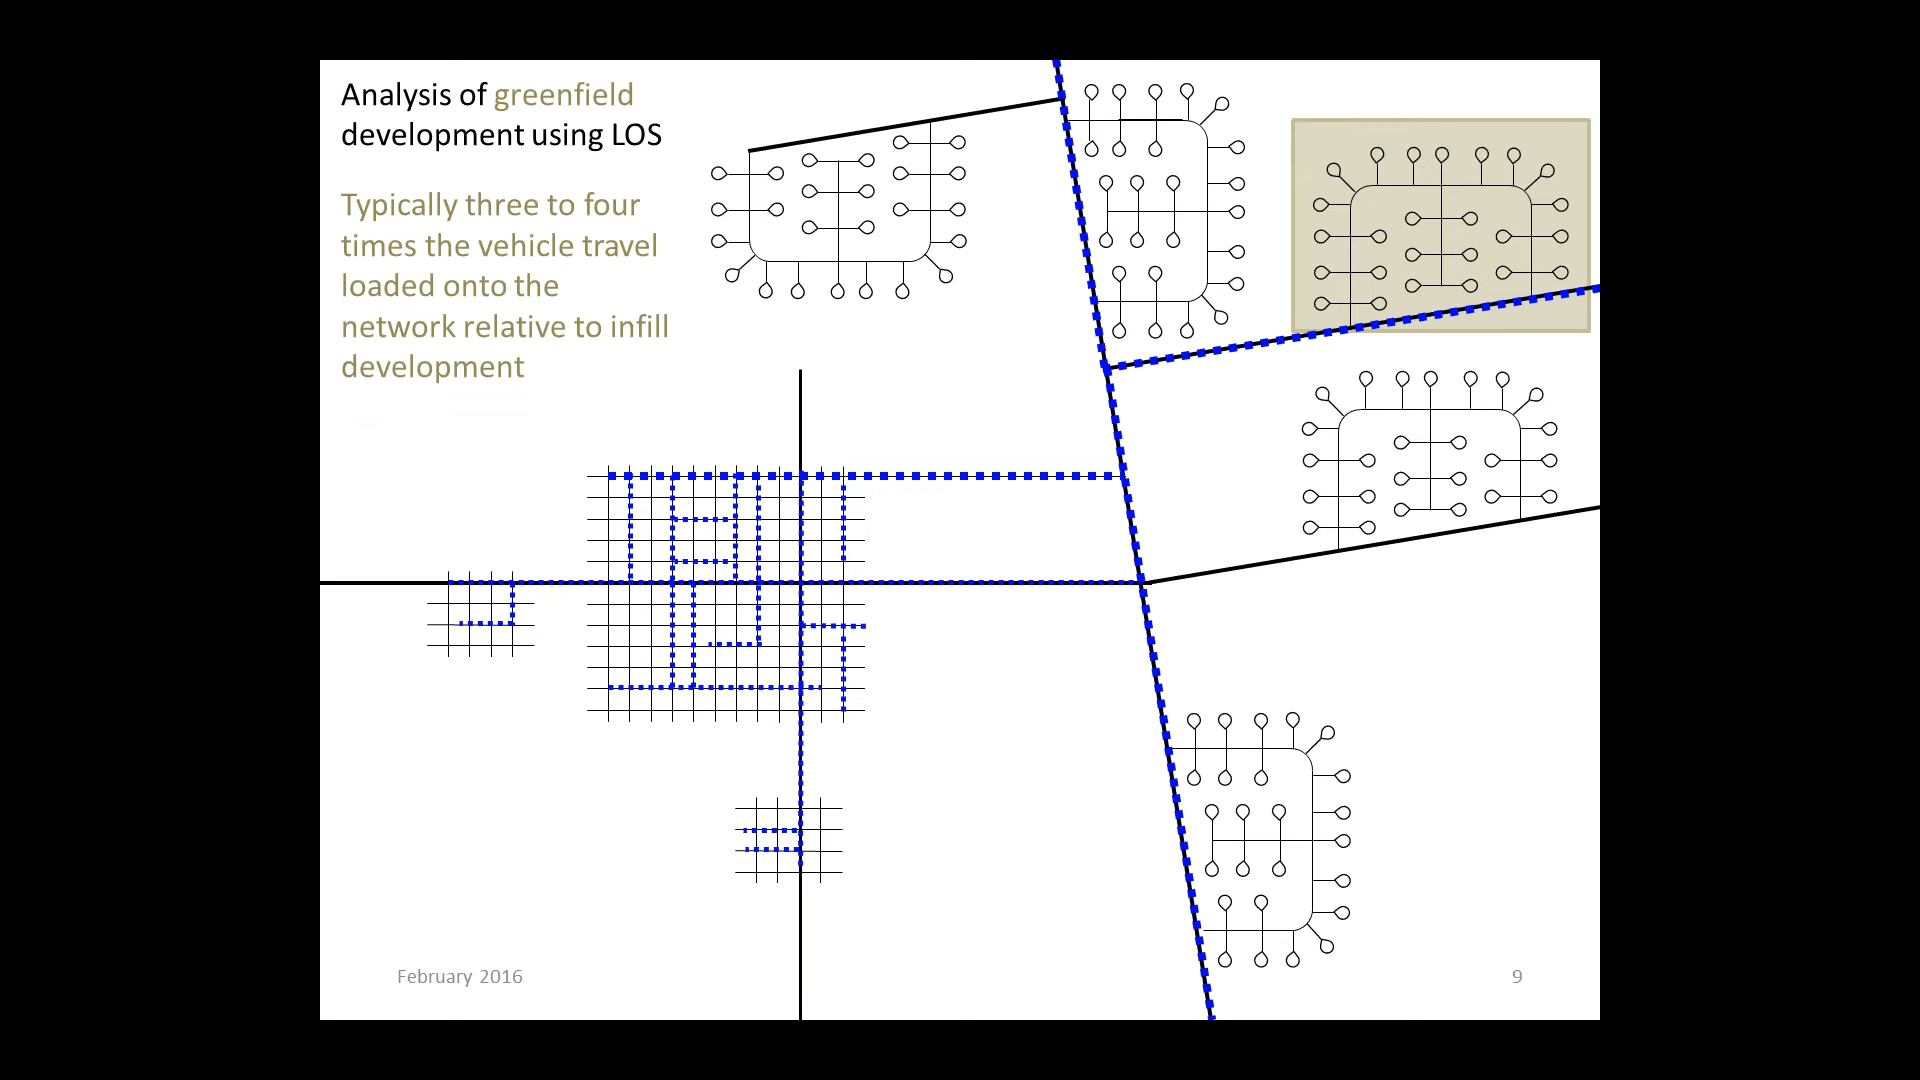 Analysis of greenfield
development using LOS
Typically three to four
times the vehicle travel
loaded onto the
network relative to infill
development
February 2016
9